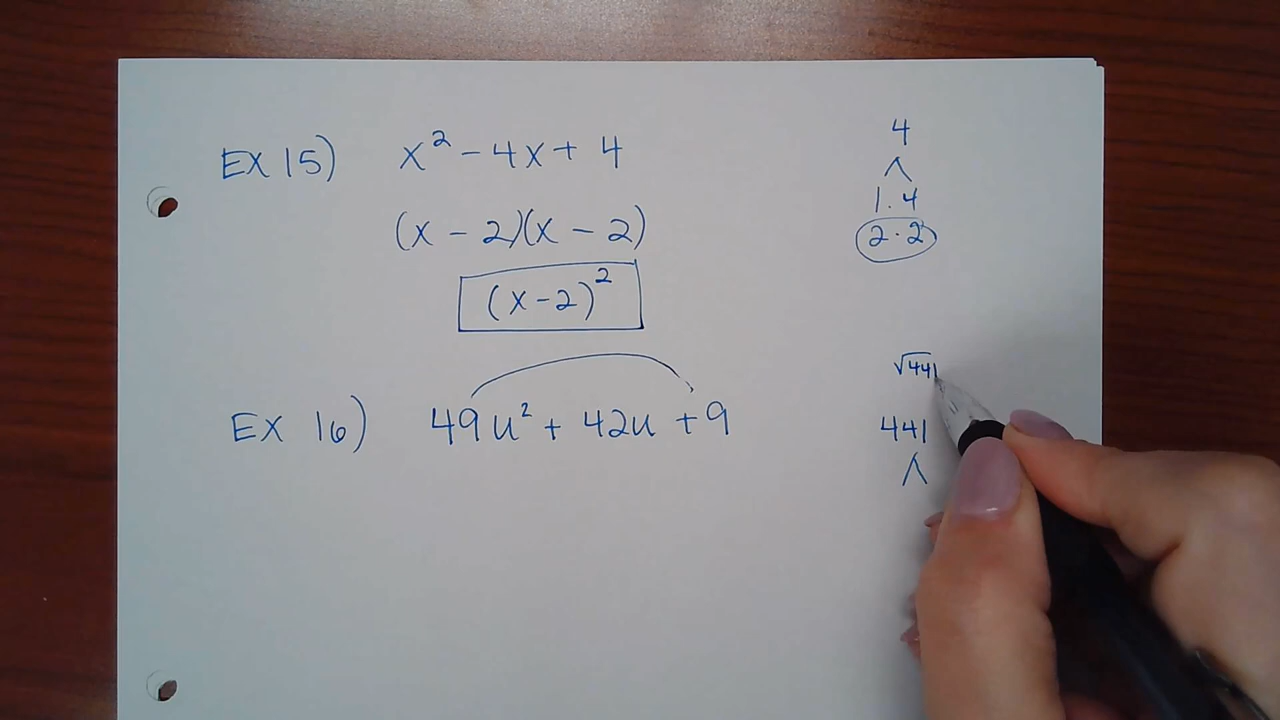 EX 15) x² - 4x + 4
(x - 2)(x - 2)
(x-2)²
4
1.4
2·2
EX 16) 49u² + 42u + 9
√441
441